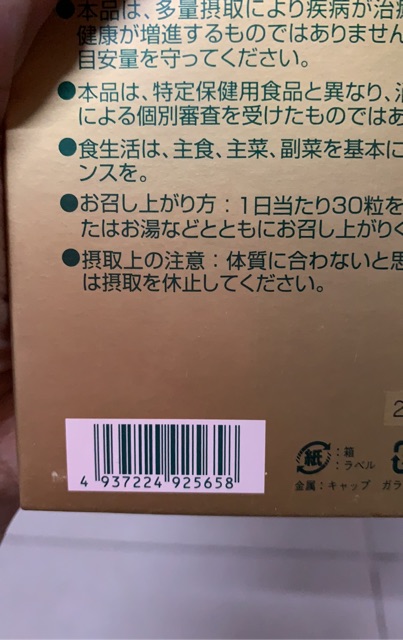 ●本品は、多量摂取により疾病が治癒
健康が増進するものではありません
目安量を守ってください。
●本品は、特定保健用食品と異なり、消
による個別審査を受けたものではあ
●食生活は、主食、主菜、副菜を基本に
ンスを。
●お召し上がり方：1日当たり30粒を
たはお湯などとともにお召し上がりく
●摂取上の注意：体質に合わないと思
は摂取を休止してください。
2
紙：箱
：ラベル
金属：キャップ ガラ
4 937224 925658